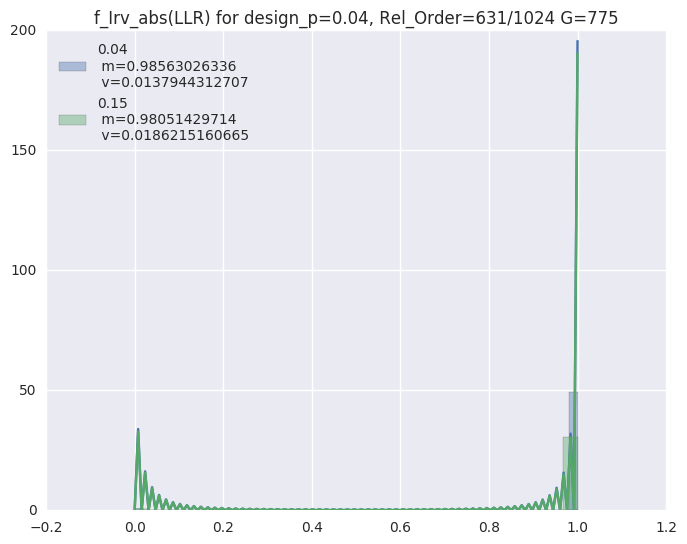 f_Irv_abs(LLR) for design_p=0.04, Rel_Order=631/1024 G=775
200
150
100
50
0
0.04
m=0.98563026336
v=0.0137944312707
0.15
m=0.98051429714
v=0.0186215160665
−0.2 0.0 0.2 0.4 0.6 0.8 1.0 1.2